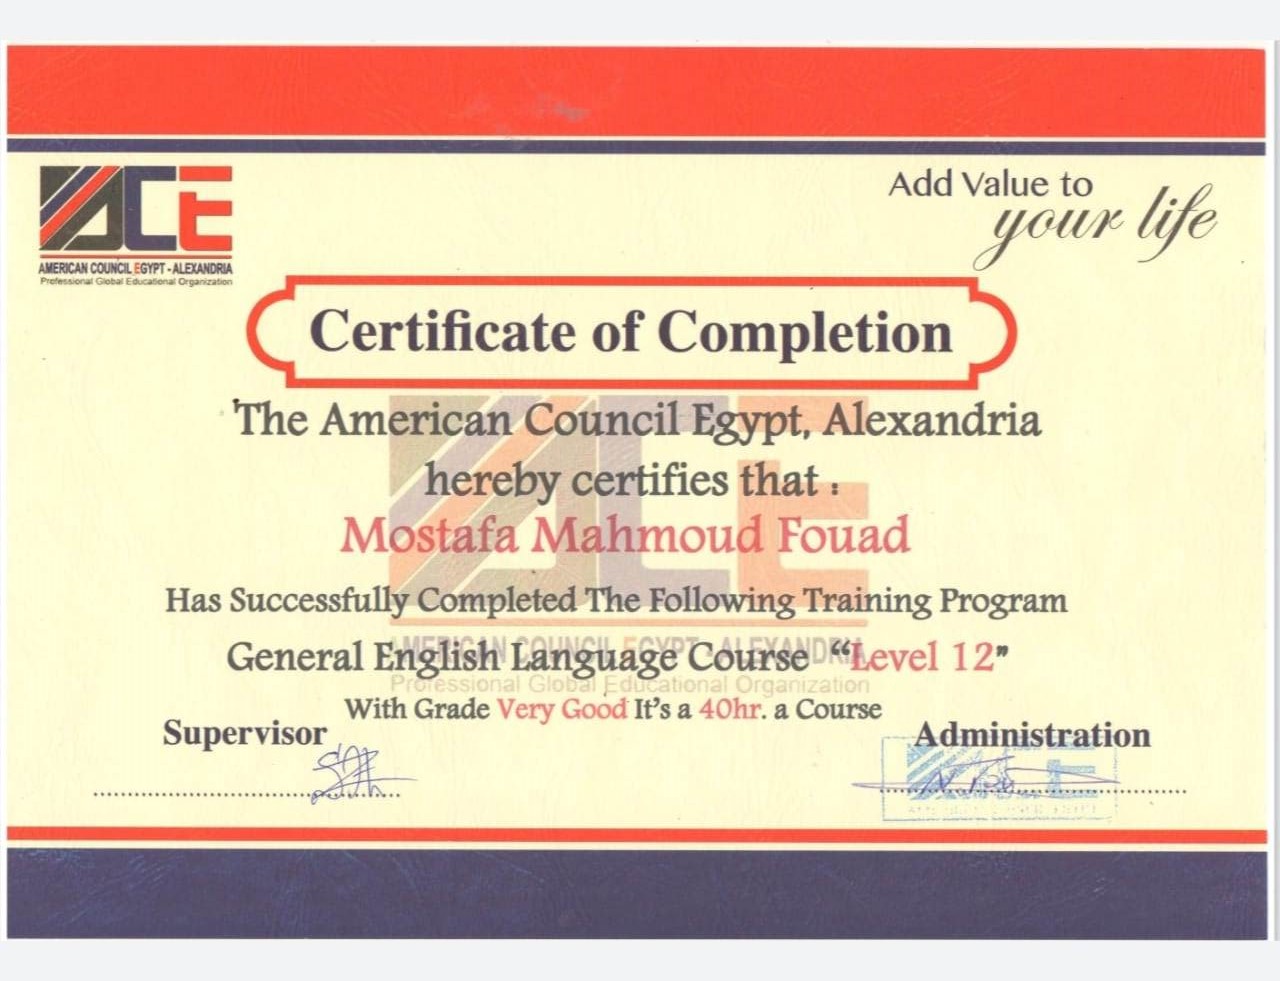 ACE
AMERICAN COUNCIL EGYPT - ALEXANDRIA
Professional Global Educational Organization
Add Value to
your life
Certificate of Completion
The American Council Egypt, Alexandria
hereby certifies that :
Mostafa Mahmoud Fouad
Has Successfully Completed The Following Training Program
AMERICAN COUNCIL EGYPT - ALEXANDRIA
General English Language Course “Level 12”
Professional Global Educational Organization
With Grade Very Good It's a 40hr. a Course
Supervisor
Administration